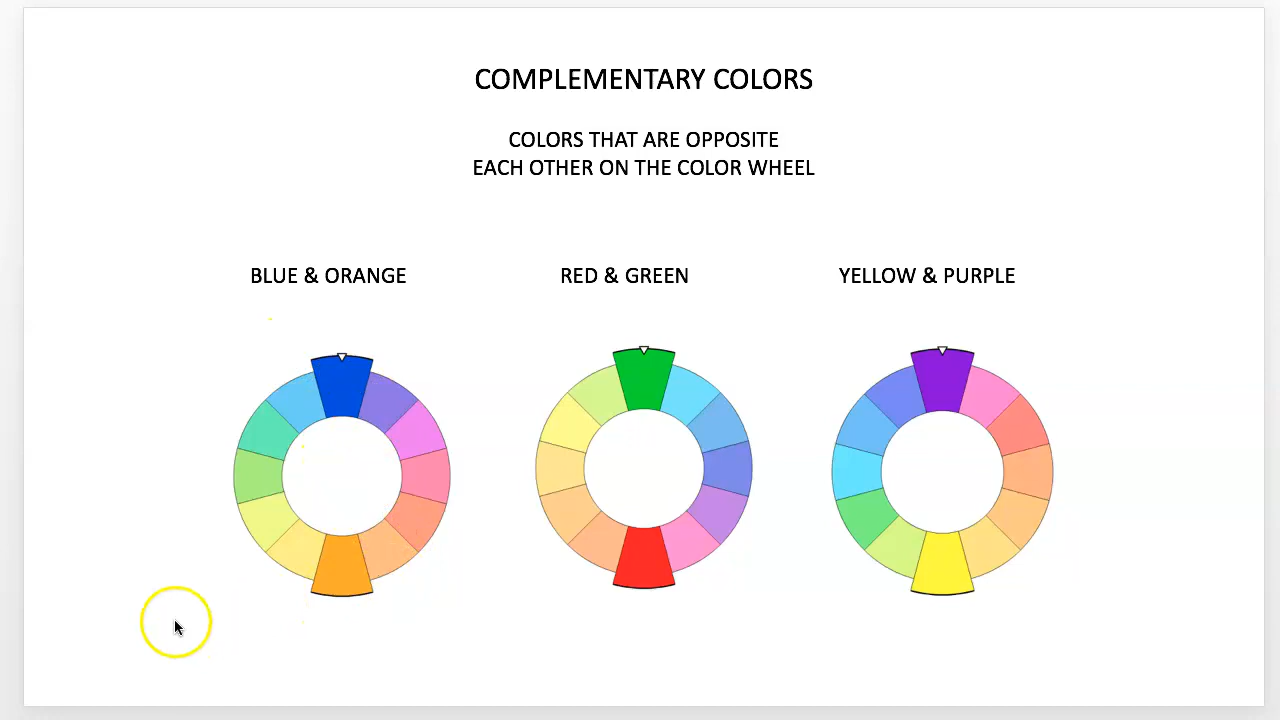 COMPLEMENTARY COLORS
COLORS THAT ARE OPPOSITE
EACH OTHER ON THE COLOR WHEEL
BLUE & ORANGE
RED & GREEN
YELLOW & PURPLE